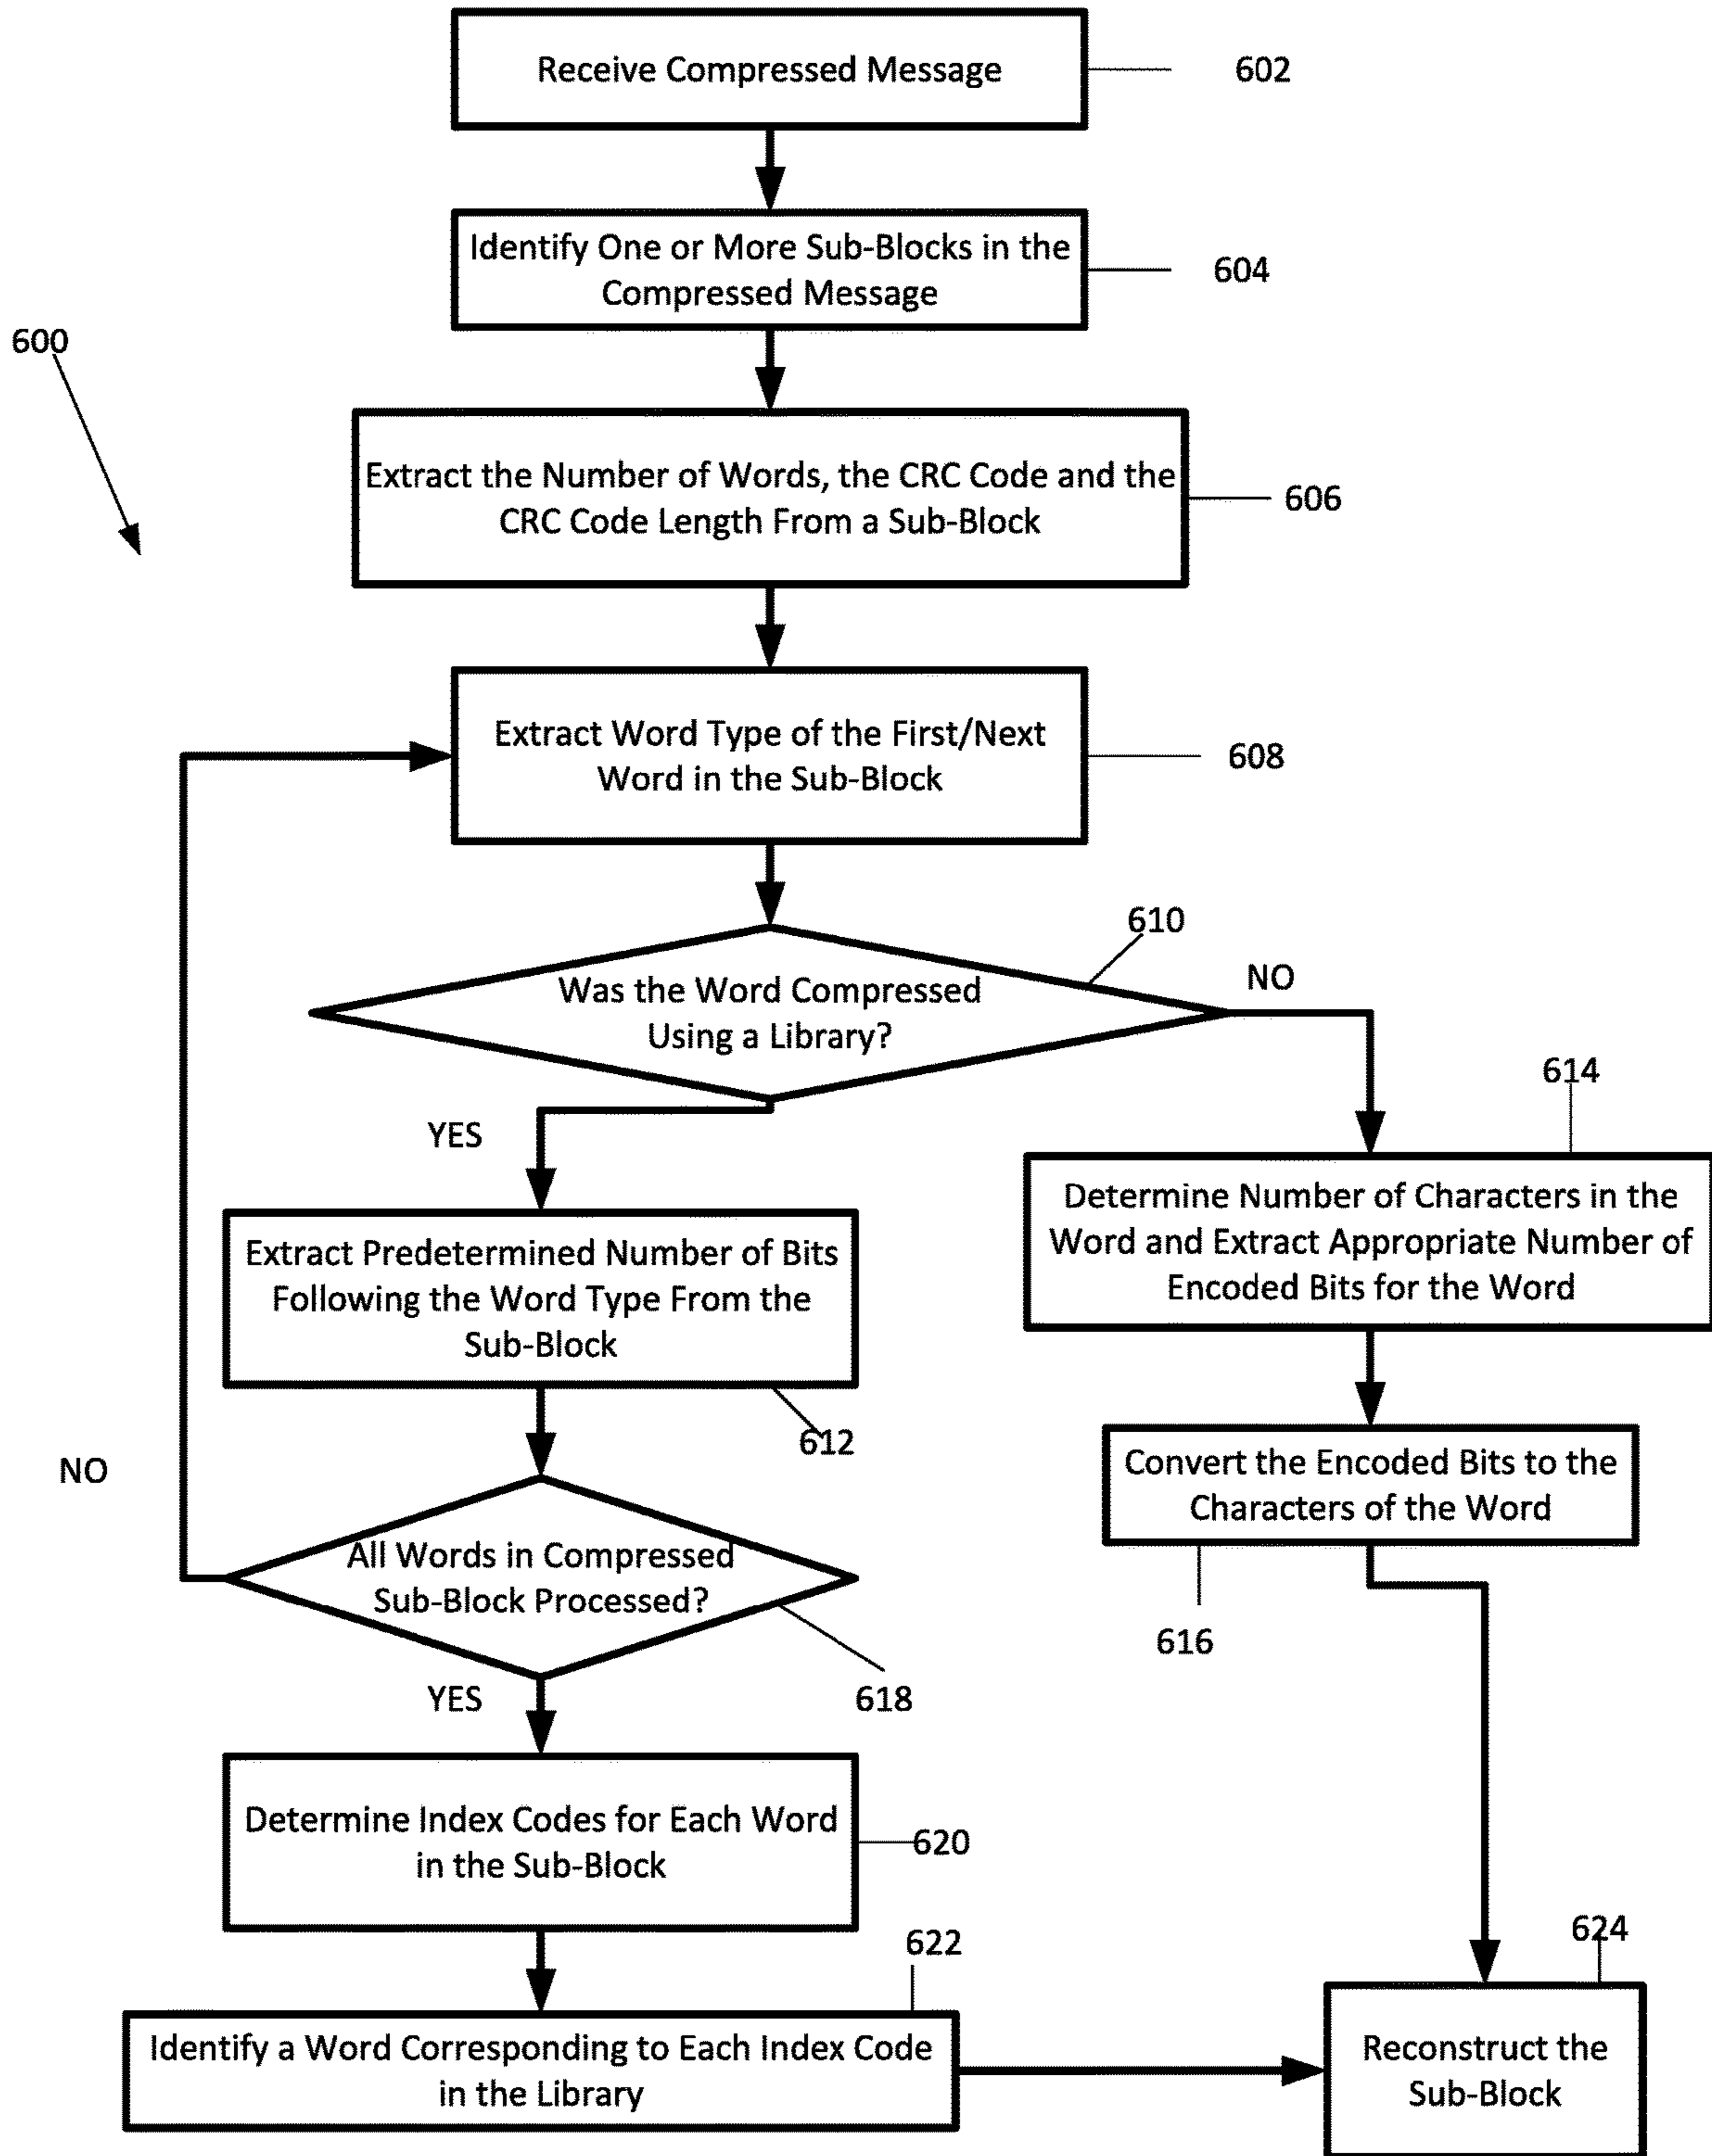 Receive Compressed Message
602
Identify One or More Sub-Blocks in the
Compressed Message
604
600
Extract the Number of Words, the CRC Code and the
CRC Code Length From a Sub-Block
606
Extract Word Type of the First/Next
Word in the Sub-Block
608
610
Was the Word Compressed
Using a Library?
NO
YES
614
Determine Number of Characters in the
Word and Extract Appropriate Number of
Encoded Bits for the Word
Extract Predetermined Number of Bits
Following the Word Type From the
Sub-Block
612
Convert the Encoded Bits to the
Characters of the Word
616
NO
All Words in Compressed
Sub-Block Processed?
618
YES
Determine Index Codes for Each Word
in the Sub-Block
620
622
Identify a Word Corresponding to Each Index Code
in the Library
624
Reconstruct the
Sub-Block